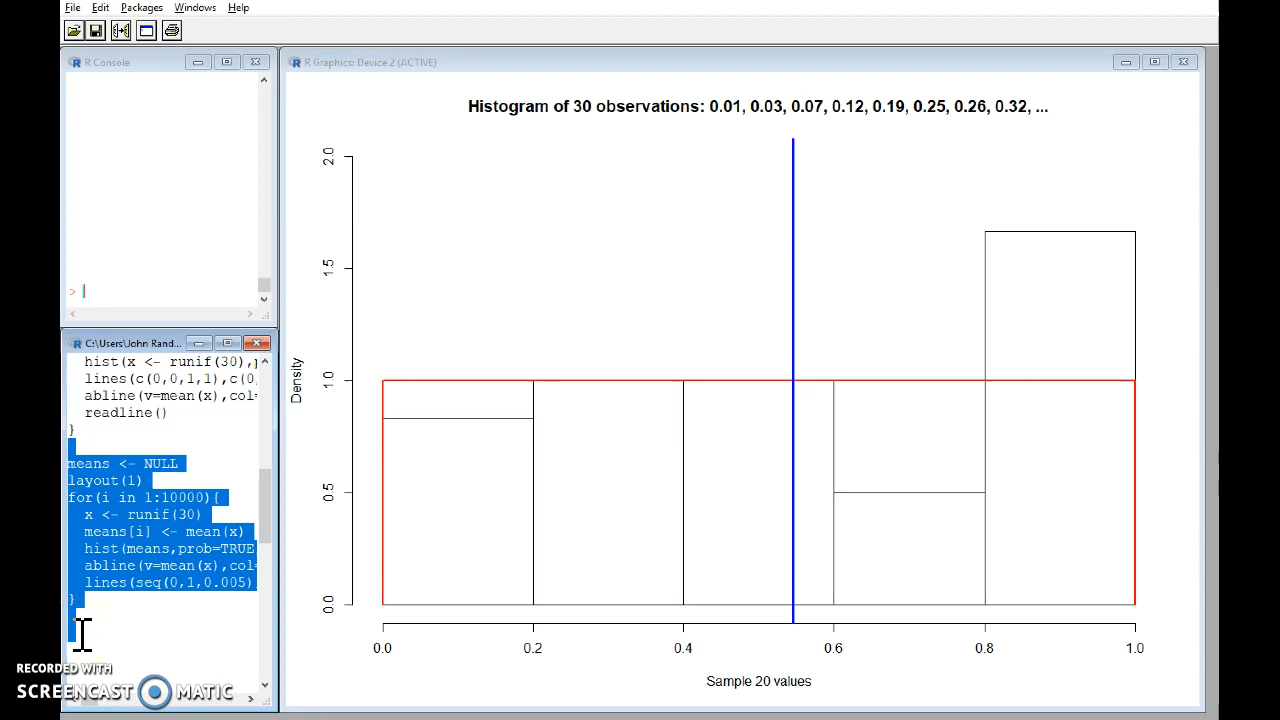 File Edit Packages Windows Help
R Console
>
C:\Users\John Rand...
hist(x <- runif(30),
lines(c(0,0,1,1),c(0,
abline(v=mean(x),col=
readline()
}
means <- NULL
layout(1)
for(i in 1:10000){
x <- runif(30)
means[i] <- mean(x)
hist(means,prob=TRUE
abline(v=mean(x),col=
lines(seq(0,1,0.005)
}
R Graphics: Device 2 (ACTIVE)
Histogram of 30 observations: 0.01, 0.03, 0.07, 0.12, 0.19, 0.25, 0.26, 0.32, ...
Density
2.0
1.5
1.0
0.5
0.0
0.0 0.2 0.4 0.6 0.8 1.0
Sample 20 values
RECORDED WITH
SCREENCAST MATIC